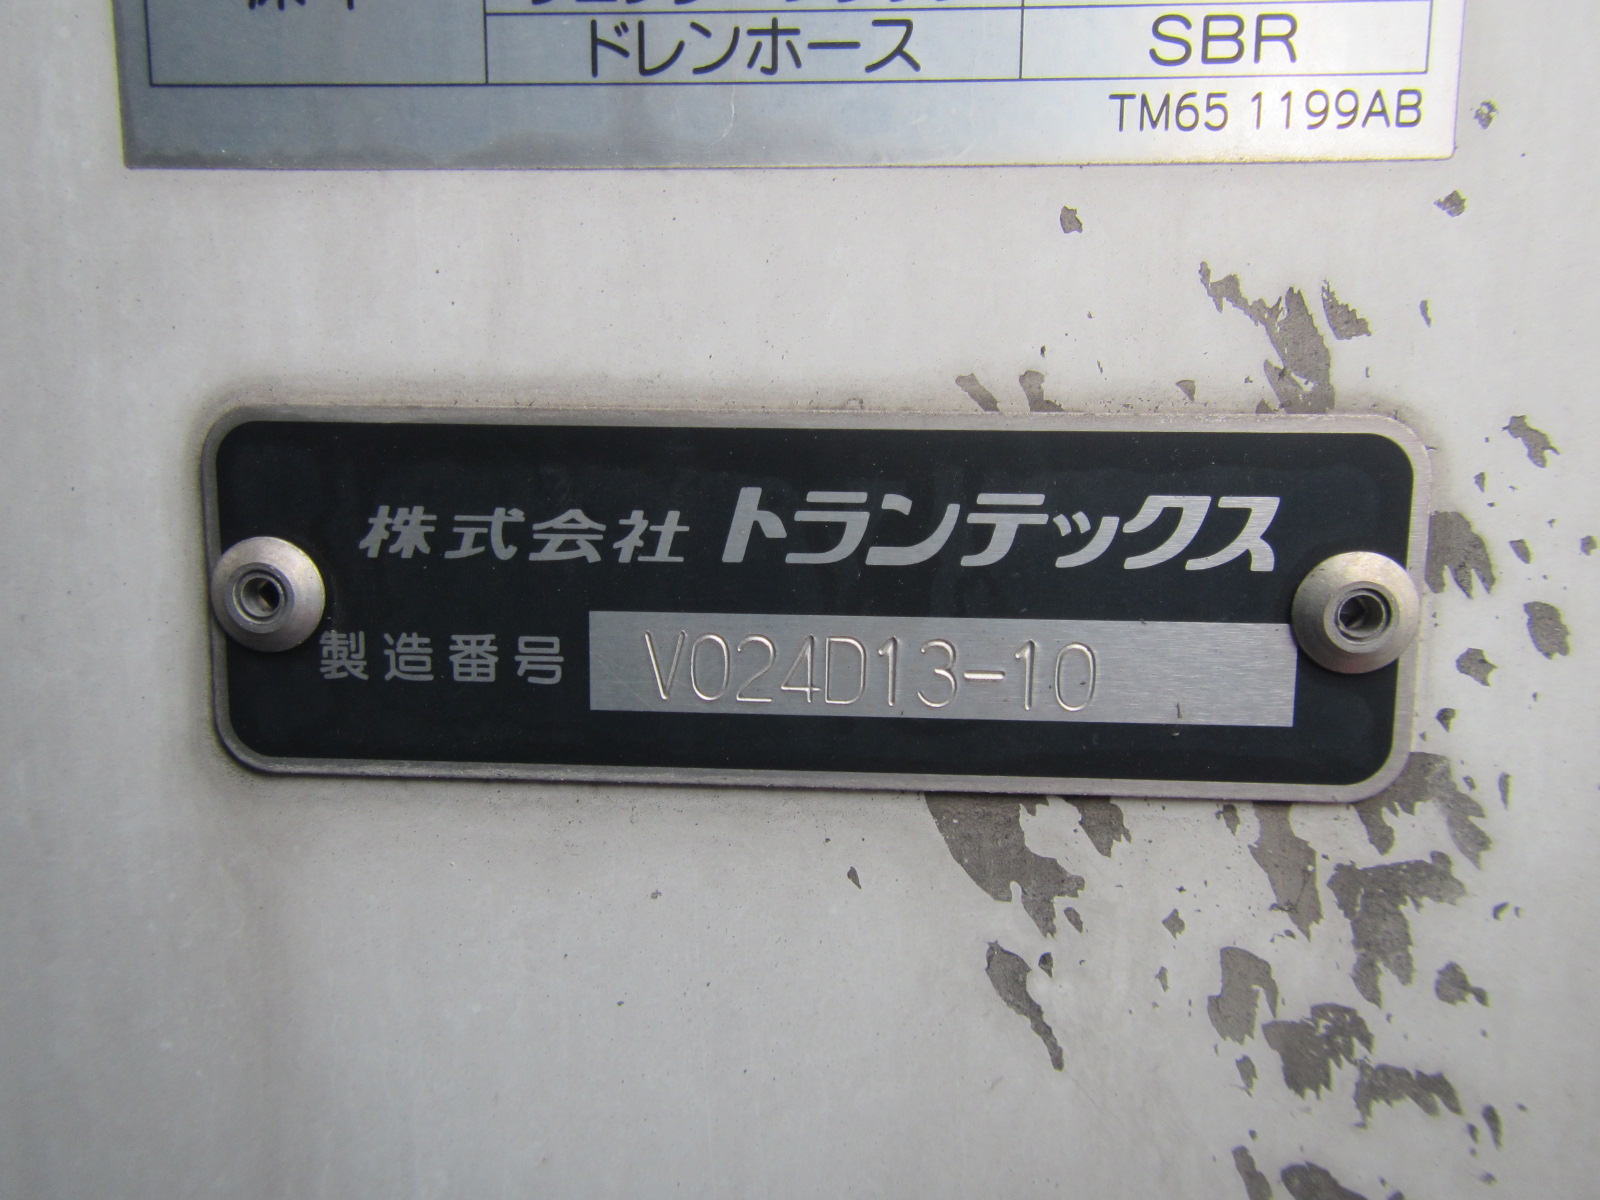 ドレンホース SBR
TM65 1199AB
株式会社 トランテックス
製造番号 V024D13-10